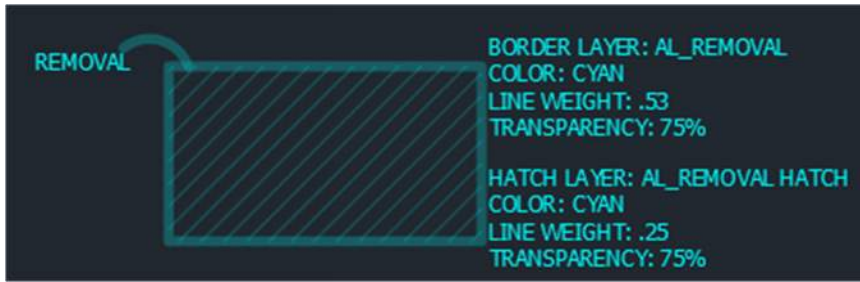 REMOVAL
BORDER LAYER: AL_REMOVAL
COLOR: CYAN
LINE WEIGHT: .53
TRANSPARENCY: 75%
HATCH LAYER: AL_REMOVAL HATCH
COLOR: CYAN
LINE WEIGHT: .25
TRANSPARENCY: 75%